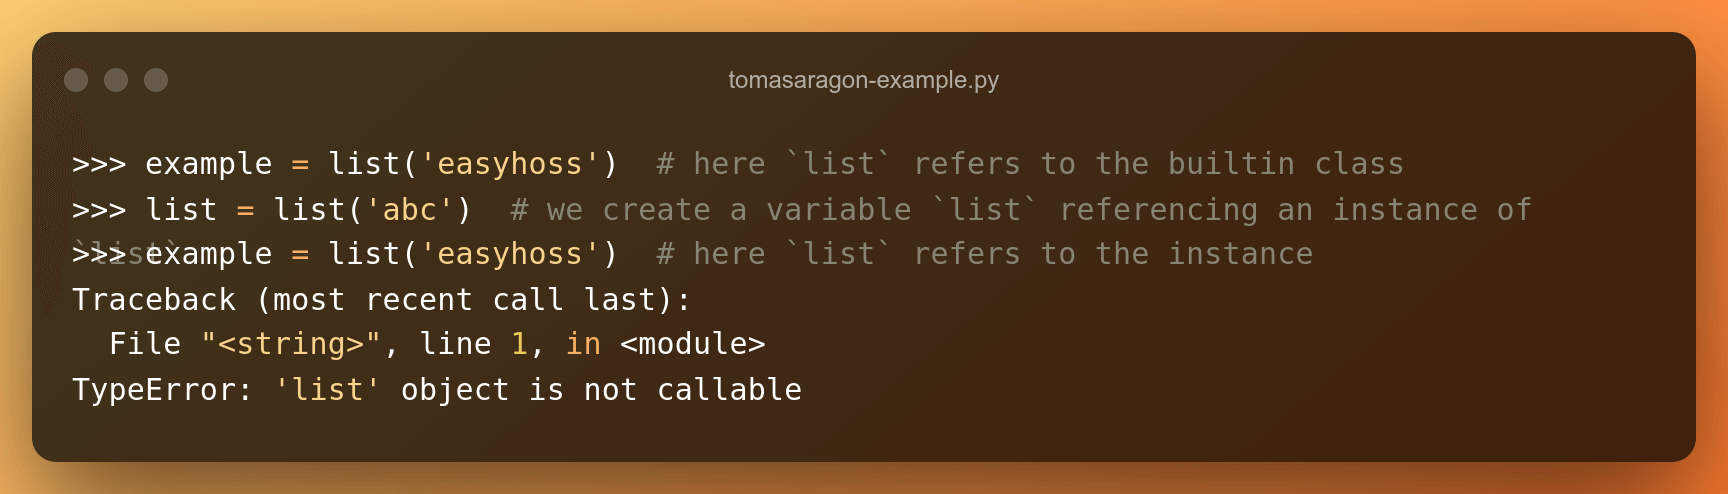 tomasaragon-example.py
>>> example = list('easyhoss')  # here `list` refers to the builtin class
>>> list = list('abc')  # we create a variable `list` referencing an instance of
`list`
>>> example = list('easyhoss')  # here `list` refers to the instance
Traceback (most recent call last):
  File "<string>", line 1, in <module>
TypeError: 'list' object is not callable